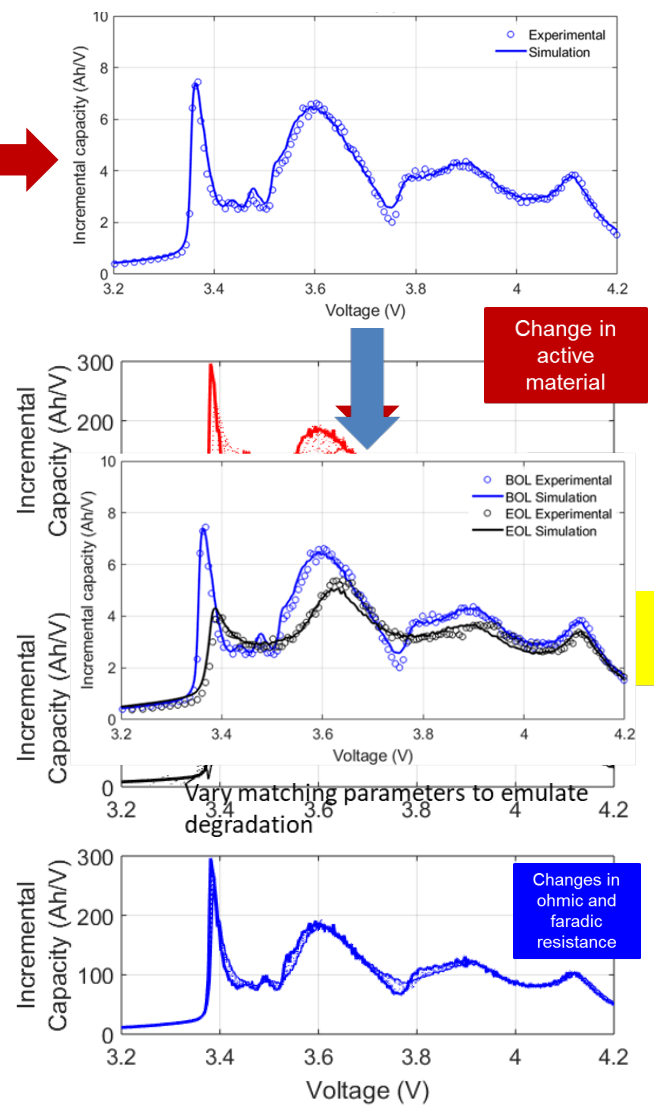 10
8
6
4
2
0
Incremental capacity (Ah/V)
Experimental
Simulation
3.2 3.4 3.6 3.8 4 4.2
Voltage (V)
Change in
active
material
300
200
Incremental
Capacity (Ah/V)
10
8
6
4
2
0
Incremental capacity (Ah/V)
BOL Experimental
BOL Simulation
EOL Experimental
EOL Simulation
3.2 3.4 3.6 3.8 4 4.2
Voltage (V)
Incremental
Capacity (Ah/V)
0
3.2 3.4 3.6 3.8 4 4.2
Vary matching parameters to emulate
degradation
300
200
100
0
Incremental
Capacity (Ah/V)
Changes in
ohmic and
faradic
resistance
3.2 3.4 3.6 3.8 4 4.2
Voltage (V)